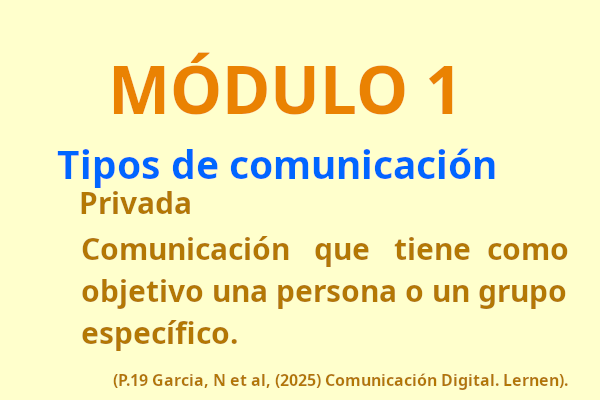 MÓDULO 1
Tipos de comunicación
Privada
Comunicación que tiene como
objetivo una persona o un grupo
específico.
(P.19 Garcia, N et al, (2025) Comunicación Digital. Lernen).